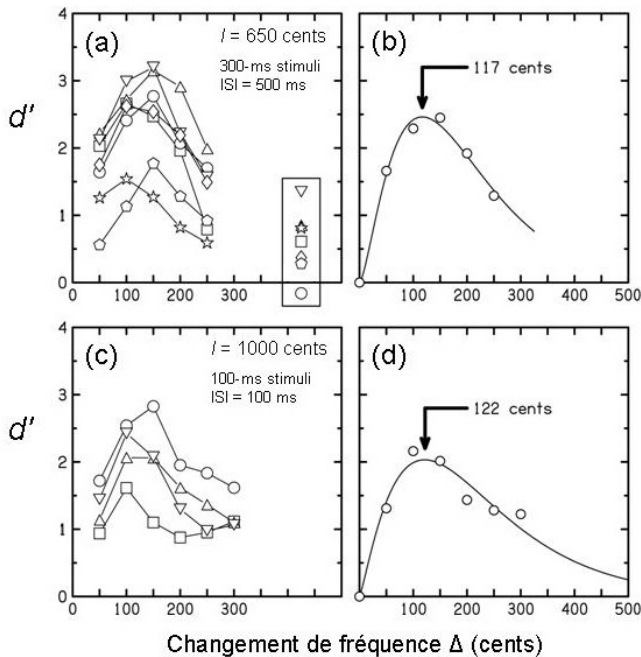 (a)
I = 650 cents
300-ms stimuli
ISI = 500 ms
d'
4
3
2
1
0
0 100 200 300
(b)
117 cents
0 100 200 300 400 500
(c)
I = 1000 cents
100-ms stimuli
ISI = 100 ms
d'
4
3
2
1
0
0 100 200 300
(d)
122 cents
0 100 200 300 400 500
Changement de fréquence Δ (cents)